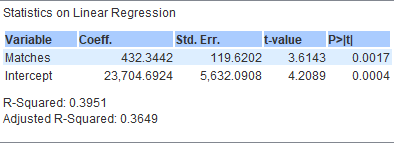 Statistics on Linear Regression
Variable Coeff. Std. Err. t-value P>|t|
Matches 432.3442 119.6202 3.6143 0.0017
Intercept 23,704.6924 5,632.0908 4.2089 0.0004
R-Squared: 0.3951
Adjusted R-Squared: 0.3649